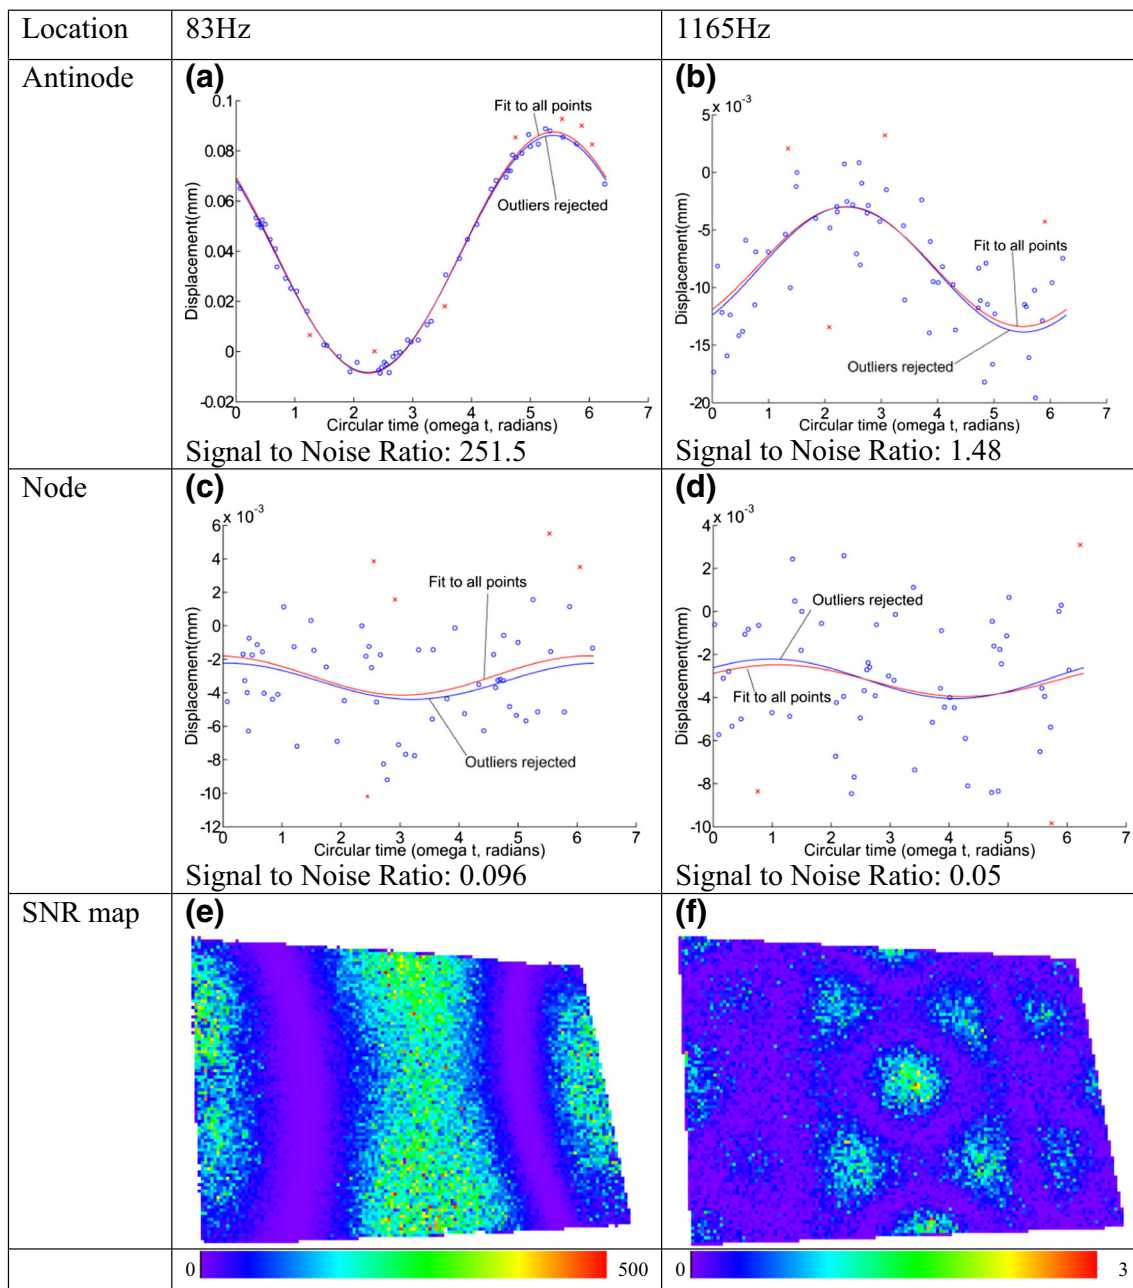 Location 83Hz 1165Hz
Antinode (a) (b)
0.1
0.08
0.06
0.04
0.02
0
-0.02
0 1 2 3 4 5 6 7
Displacement(mm)
Circular time (omega t, radians)
Fit to all points
Outliers rejected
Signal to Noise Ratio: 251.5
x 10-3
5
0
-5
-10
-15
-20
0 1 2 3 4 5 6 7
Displacement(mm)
Circular time (omega t, radians)
Fit to all points
Outliers rejected
Signal to Noise Ratio: 1.48
Node (c) (d)
x 10-3
6
4
2
0
-2
-4
-6
-8
-10
-12
0 1 2 3 4 5 6 7
Displacement(mm)
Circular time (omega t, radians)
Fit to all points
Outliers rejected
Signal to Noise Ratio: 0.096
x 10-3
4
2
0
-2
-4
-6
-8
-10
0 1 2 3 4 5 6 7
Displacement(mm)
Circular time (omega t, radians)
Outliers rejected
Fit to all points
Signal to Noise Ratio: 0.05
SNR map (e) (f)
0 500
0 3